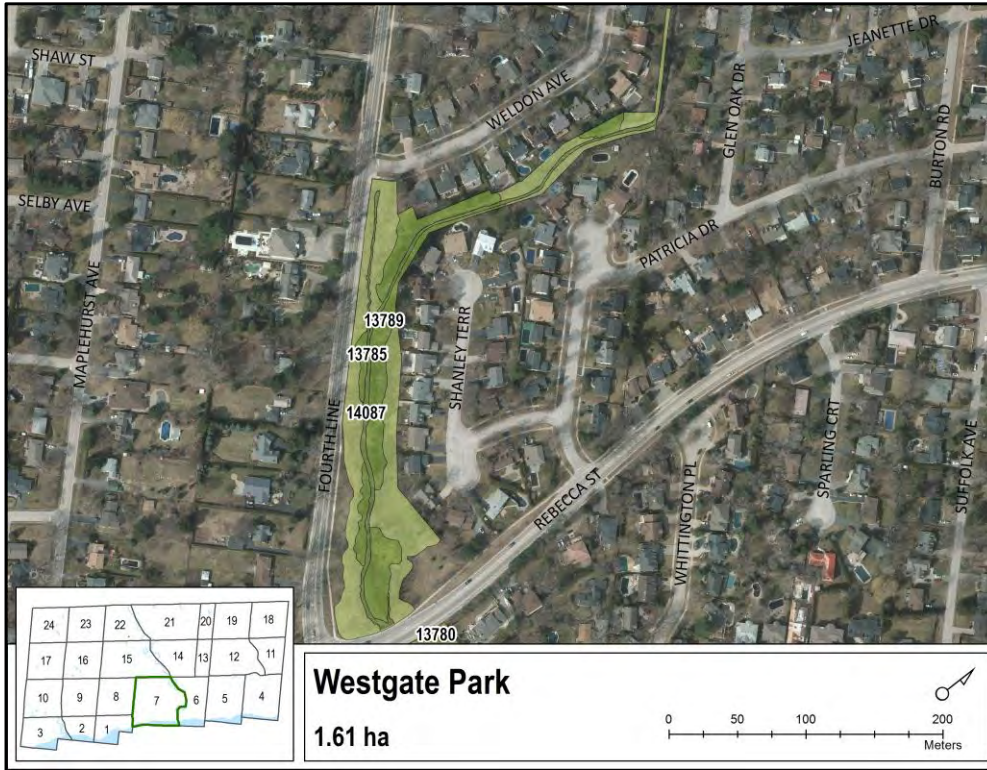 SHAW ST
JEANETTE DR
WELDON AVE
GLEN OAK DR
BURTON RD
SELBY AVE
PATRICIA DR
MAPLEHURST AVE
13789
13785
SHANLEY TERR
14087
FOURTH LINE
REBECCA ST
WHITTINGTON PL
SPARLING CRT
SUFFOLK AVE
13780
24 23 22 21 20 19 18
17 16 15 14 13 12 11
10 9 8 7 6 5 4
3 2 1
Westgate Park
1.61 ha
0 50 100 200
Meters